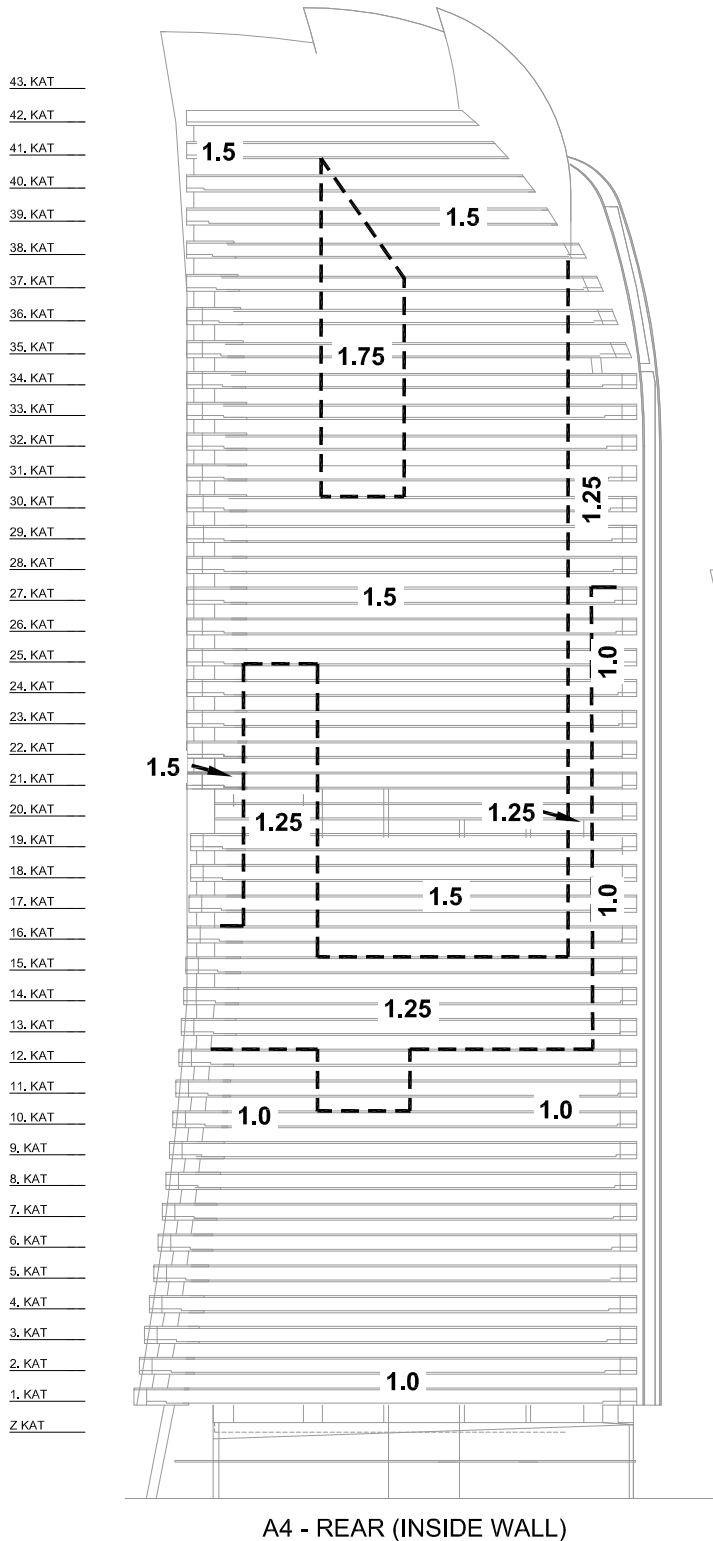 43. KAT
42. KAT
41. KAT
1.5
40. KAT
39. KAT
1.5
38. KAT
37. KAT
36. KAT
35. KAT
1.75
34. KAT
33. KAT
32. KAT
31. KAT
30. KAT
1.25
29. KAT
28. KAT
27. KAT
1.5
26. KAT
25. KAT
1.0
24. KAT
23. KAT
22. KAT
1.5
21. KAT
20. KAT
1.25
1.25
19. KAT
18. KAT
17. KAT
1.5
1.0
16. KAT
15. KAT
14. KAT
1.25
13. KAT
12. KAT
11. KAT
10. KAT
1.0
1.0
9. KAT
8. KAT
7. KAT
6. KAT
5. KAT
4. KAT
3. KAT
2. KAT
1. KAT
1.0
Z KAT
A4 - REAR (INSIDE WALL)